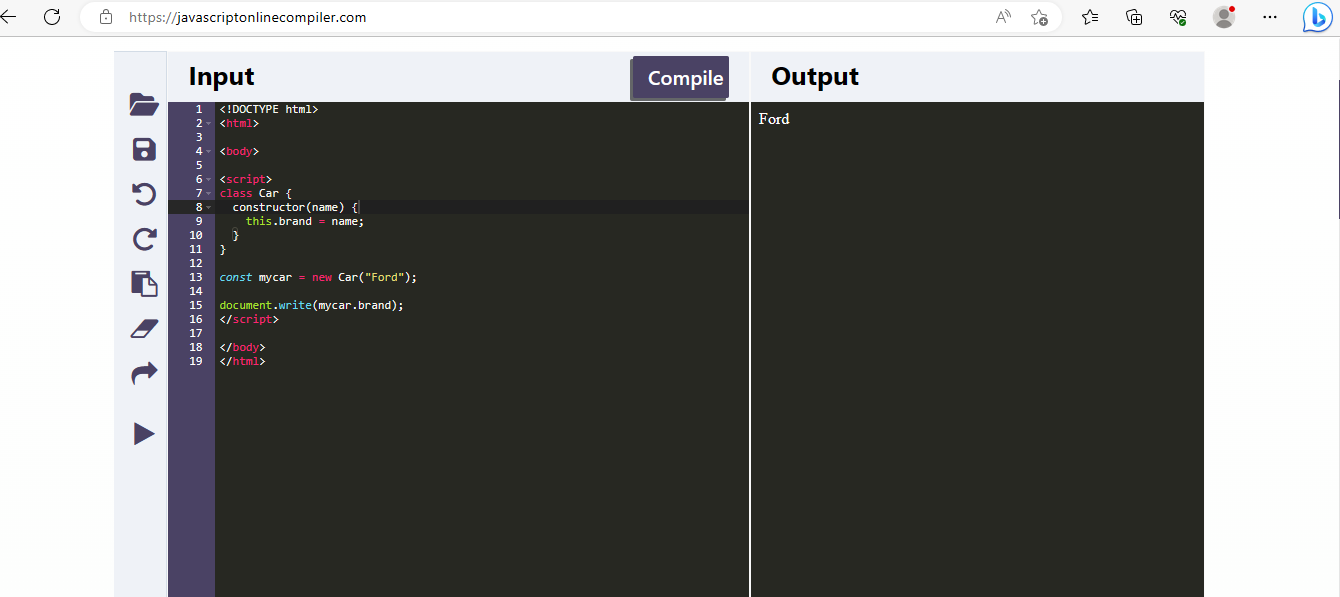 https://javascriptonlinecompiler.com
Input
Compile
Output
1 <!DOCTYPE html>
2 <html>
3
4 <body>
5
6 <script>
7 class Car {
8 constructor(name) {
9 this.brand = name;
10 }
11 }
12
13 const mycar = new Car("Ford");
14
15 document.write(mycar.brand);
16 </script>
17
18 </body>
19 </html>
Ford